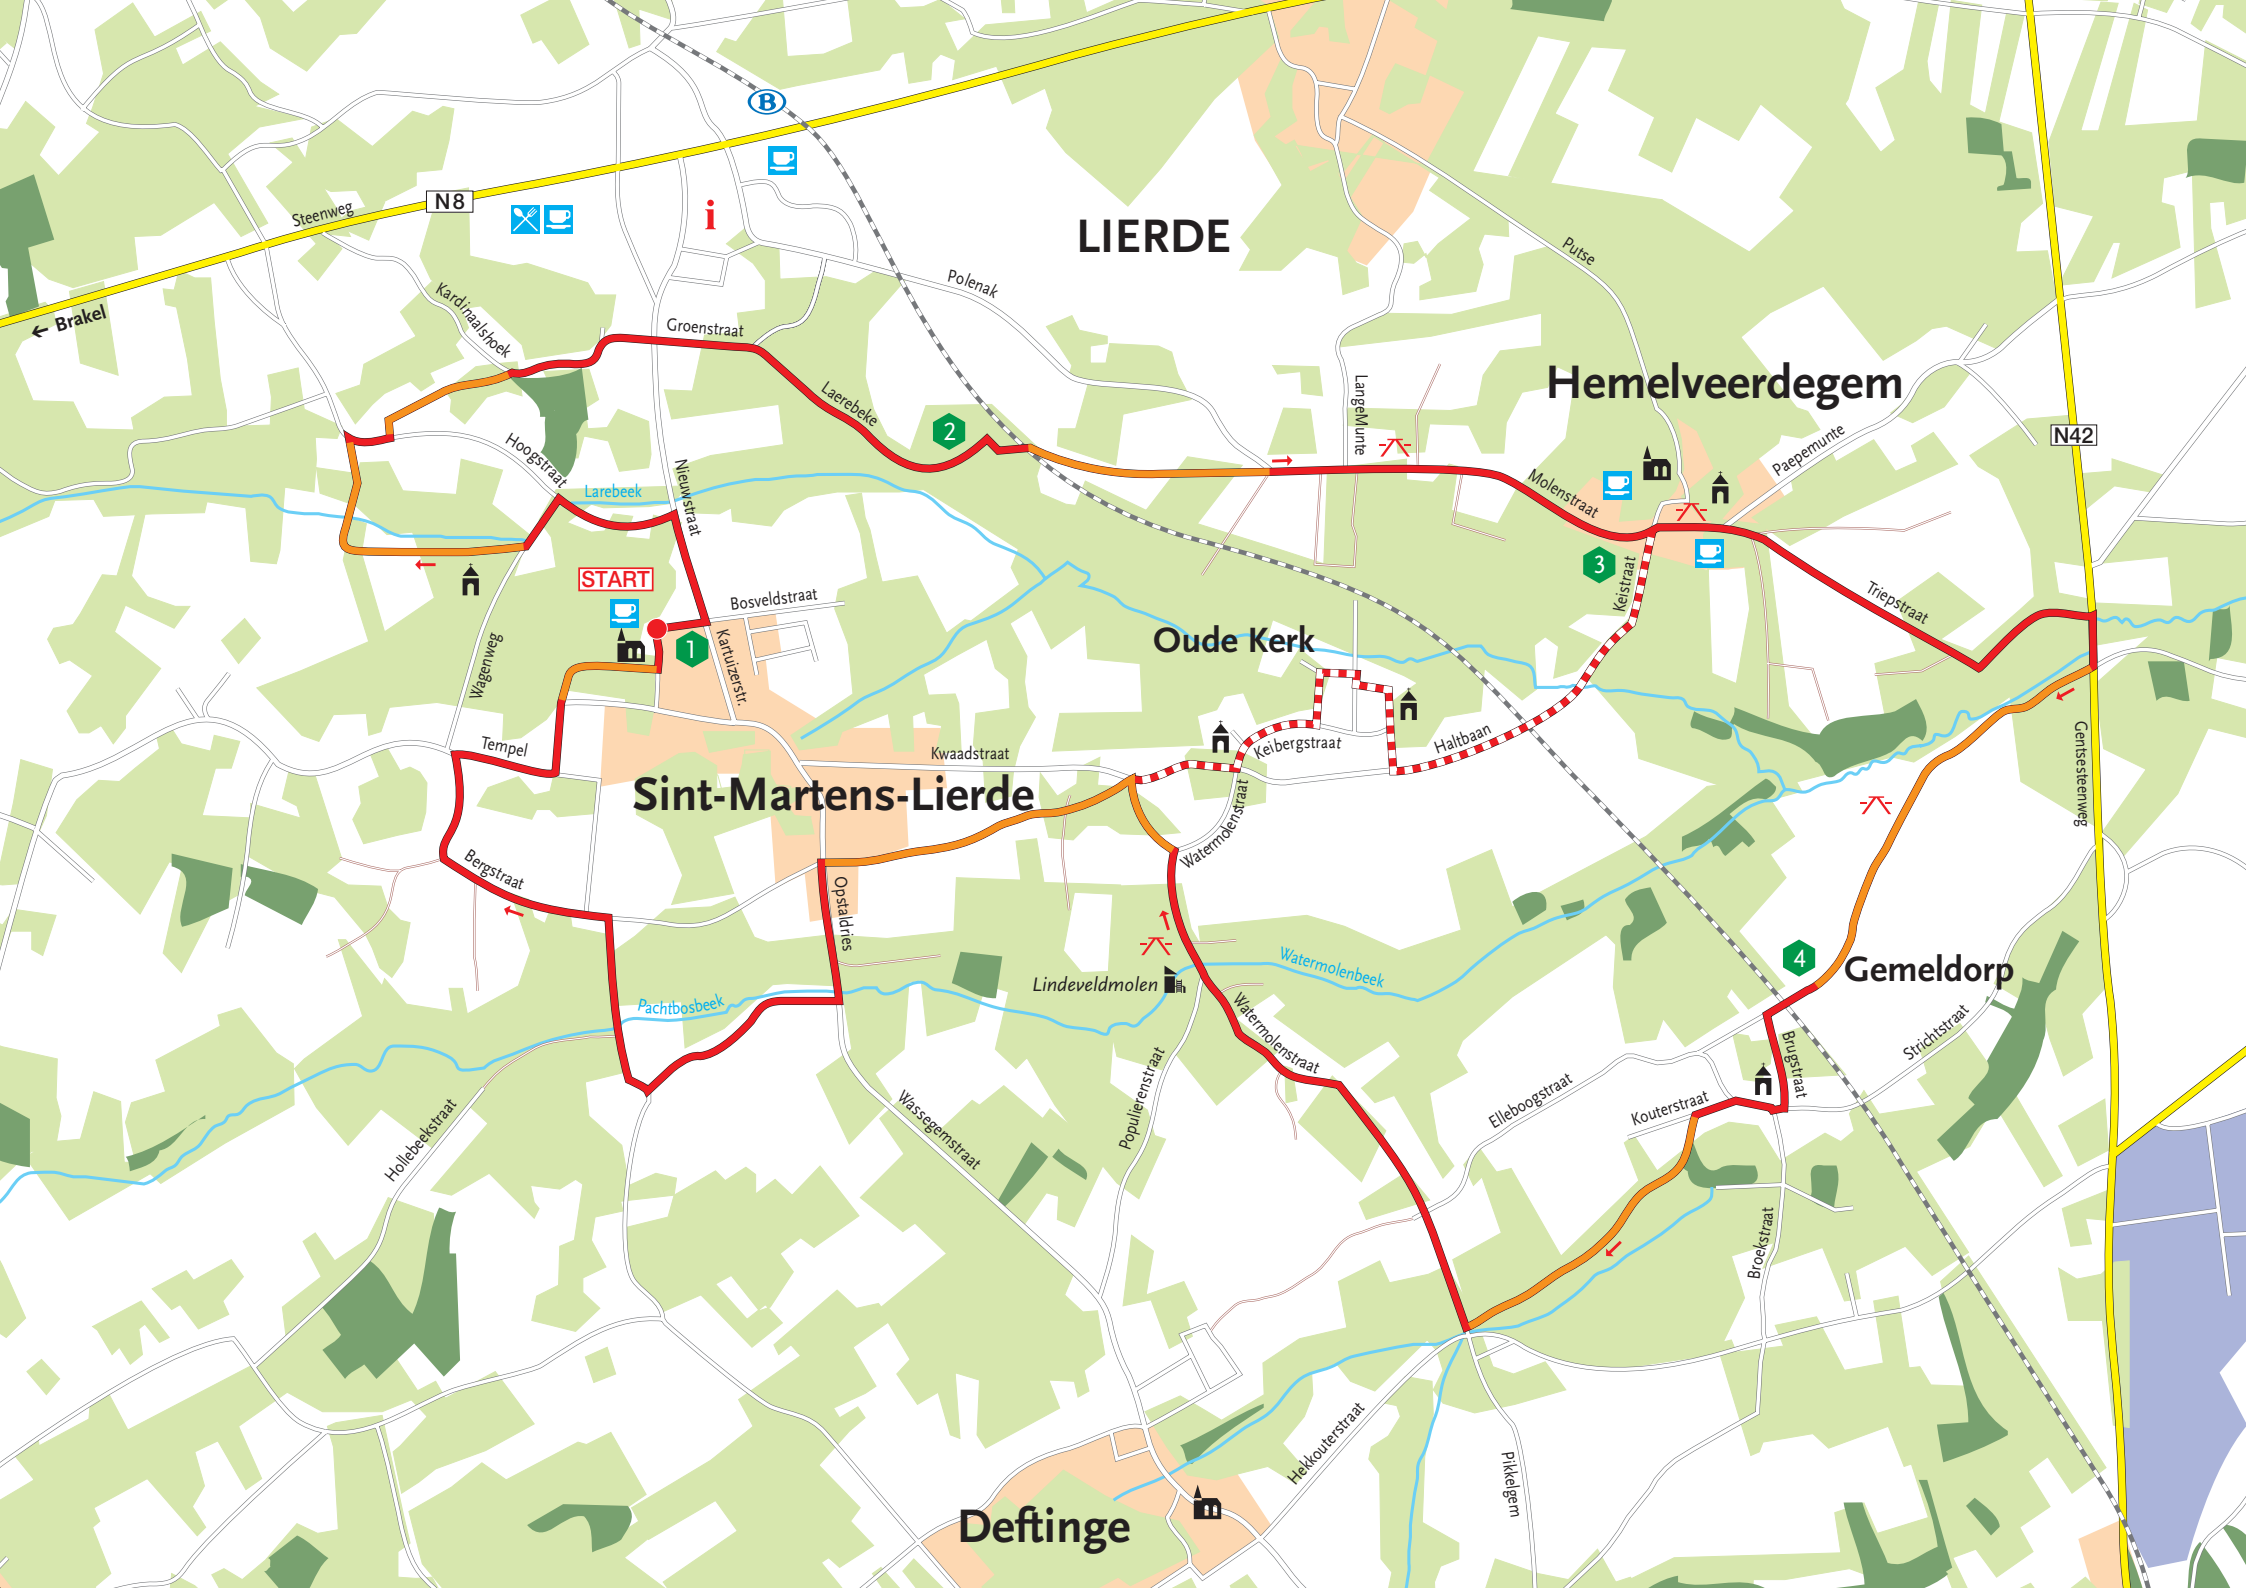 B
N8
Steenweg
i
LIERDE
Putse
← Brakel
Kardinaalshoek
Polenak
Groenstraat
Laerebeke
2
LangeMunte
Hemelveerdegem
N42
Paepemunte
Hoogstraat
Larebeek
Nieuwstraat
Molenstraat
3
Keistraat
Triepstraat
START
1
Bosveldstraat
Kartuizerstr.
Wagenweg
Oude Kerk
Keibergstraat
Haltbaan
Gentsesteenweg
Tempel
Kwaadstraat
Sint-Martens-Lierde
Watermolenstraat
Bergstraat
Opstaldries
Lindeveldmolen
Watermolenbeek
4
Gemeldorp
Pachtbosbeek
Watermolenstraat
Strichtstraat
Brugstraat
Populierenstraat
Elleboogstraat
Kouterstraat
Hollebeekstraat
Wassegemstraat
Broekstraat
Hekkouterstraat
Pikkelgem
Deftinge